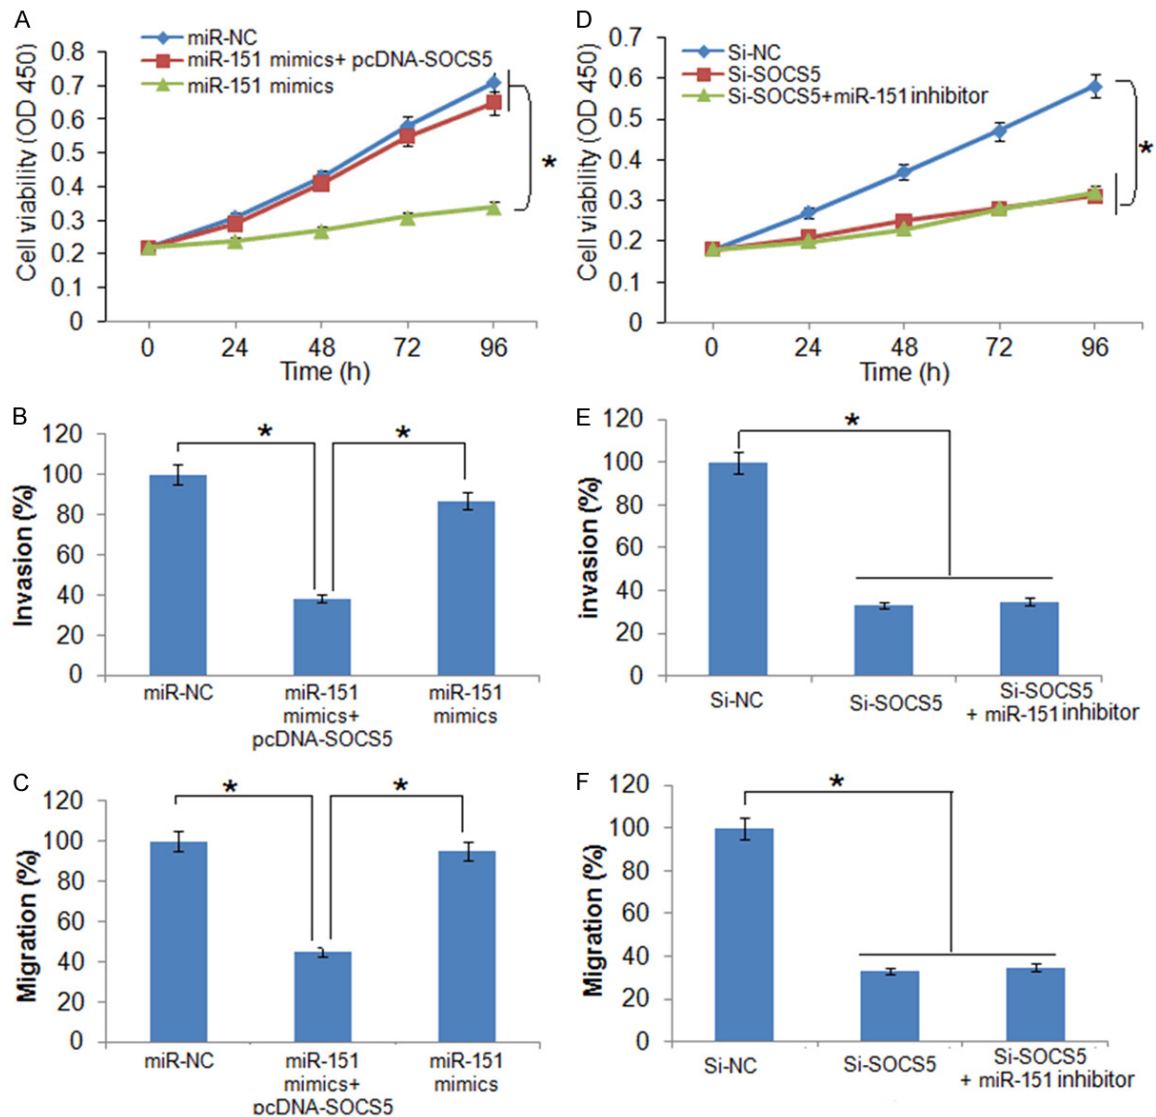 A
miR-NC
miR-151 mimics+ pcDNA-SOCS5
miR-151 mimics
Cell viability (OD 450)
0.8
0.7
0.6
0.5
0.4
0.3
0.2
0.1
0
*
0 24 48 72 96
Time (h)
D
Si-NC
Si-SOCS5
Si-SOCS5+miR-151 inhibitor
Cell viability (OD 450)
0.7
0.6
0.5
0.4
0.3
0.2
0.1
0
*
0 24 48 72 96
Time (h)
B
Invasion (%)
120
100
80
60
40
20
0
* *
miR-NC
miR-151
mimics+
pcDNA-SOCS5
miR-151
mimics
E
invasion (%)
120
100
80
60
40
20
0
*
Si-NC
Si-SOCS5
Si-SOCS5
+ miR-151 inhibitor
C
Migration (%)
120
100
80
60
40
20
0
* *
miR-NC
miR-151
mimics+
pcDNA-SOCS5
miR-151
mimics
F
Migration (%)
120
100
80
60
40
20
0
*
Si-NC
Si-SOCS5
Si-SOCS5
+ miR-151 inhibitor